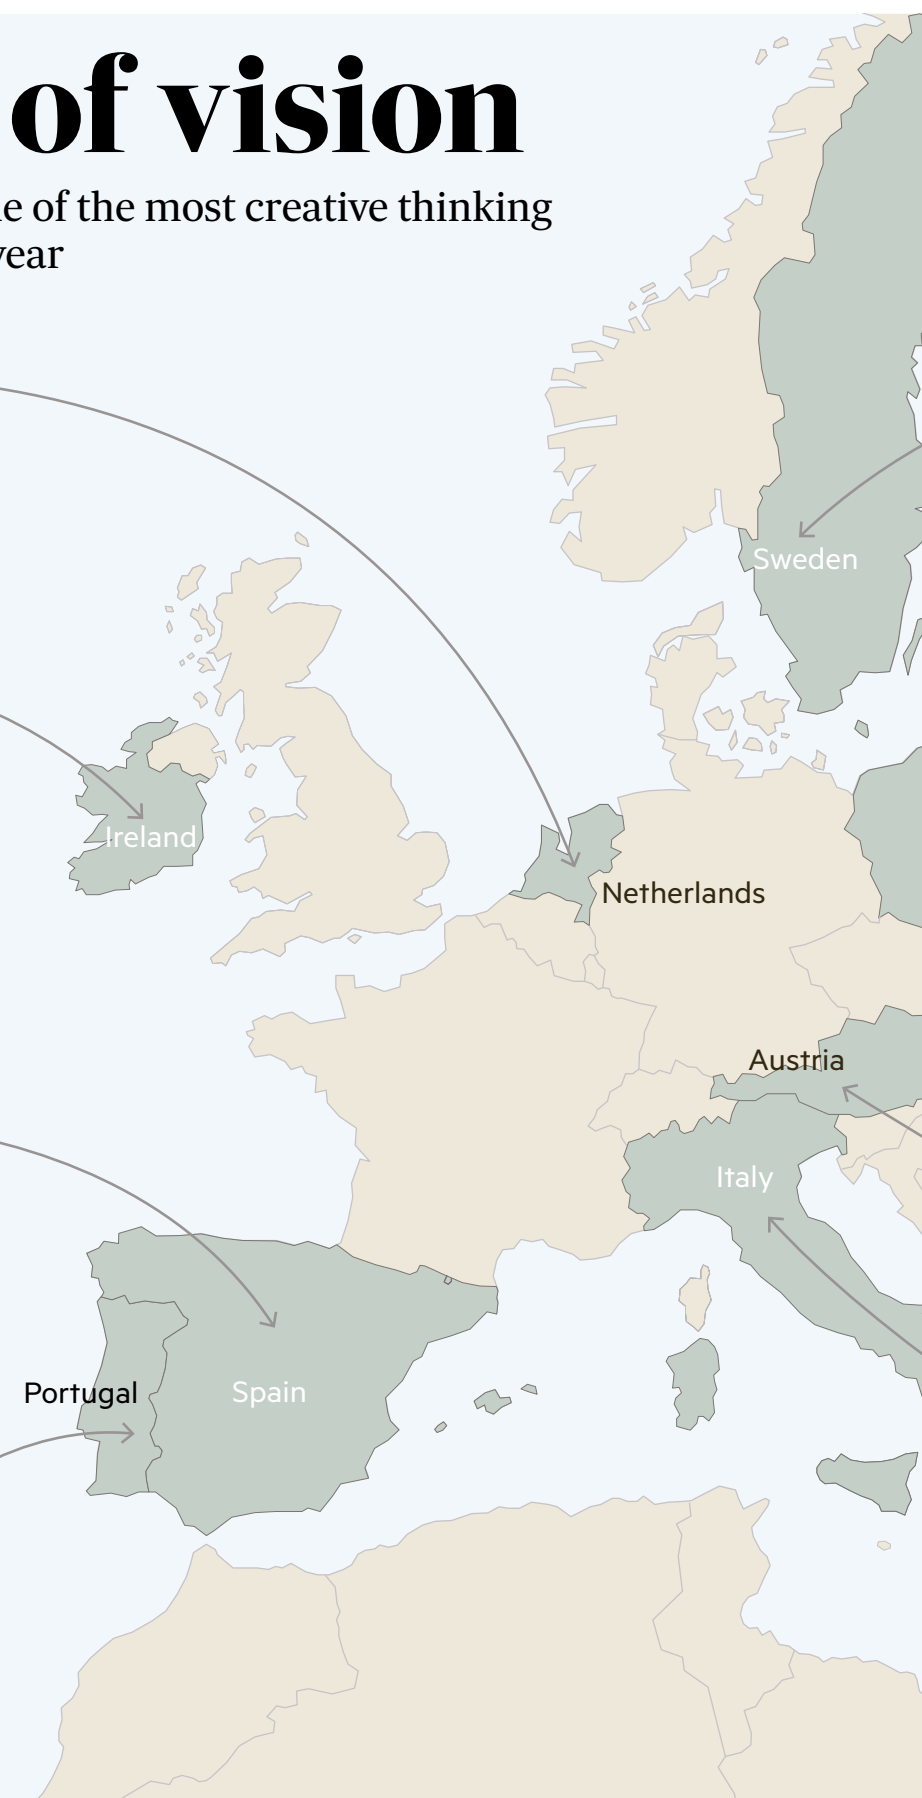 of vision
e of the most creative thinking
year
Sweden
Ireland
Netherlands
Austria
Italy
Portugal
Spain